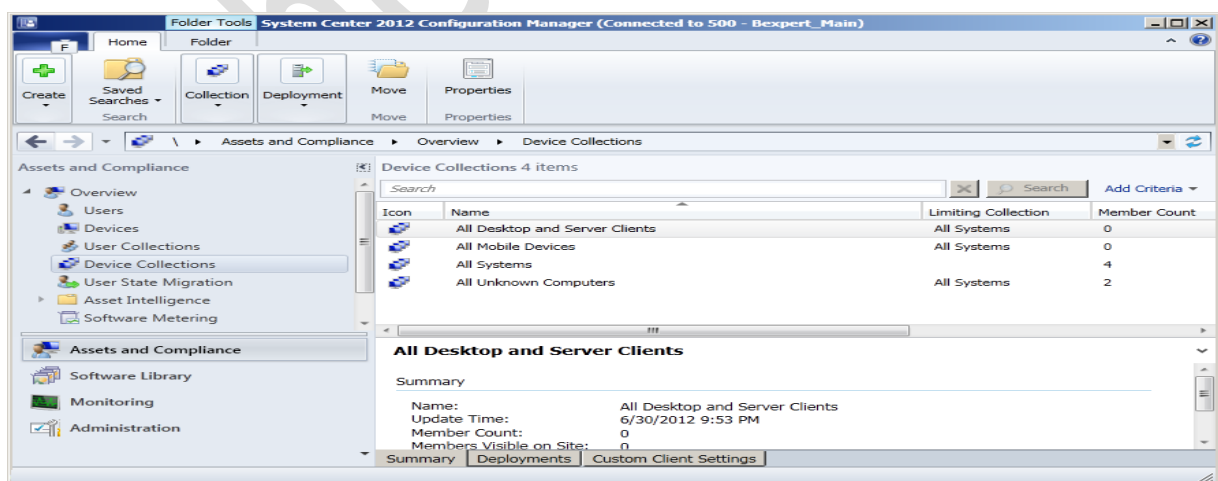 Folder Tools System Center 2012 Configuration Manager (Connected to 500 - Bexpert_Main)
F Home Folder
Create Saved Searches Collection Deployment Move Properties
Search Move Properties
\ Assets and Compliance Overview Device Collections
Assets and Compliance
Overview
Users
Devices
User Collections
Device Collections
User State Migration
Asset Intelligence
Software Metering
Assets and Compliance
Software Library
Monitoring
Administration
Device Collections 4 items
Search Search Add Criteria
Icon Name Limiting Collection Member Count
All Desktop and Server Clients All Systems 0
All Mobile Devices All Systems 0
All Systems 4
All Unknown Computers All Systems 2
All Desktop and Server Clients
Summary
Name: All Desktop and Server Clients
Update Time: 6/30/2012 9:53 PM
Member Count: 0
Members Visible on Site: 0
Summary Deployments Custom Client Settings